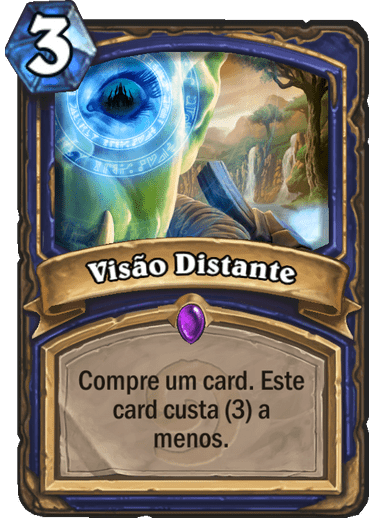 3
Visão Distante
Compre um card. Este
card custa (3) a
menos.